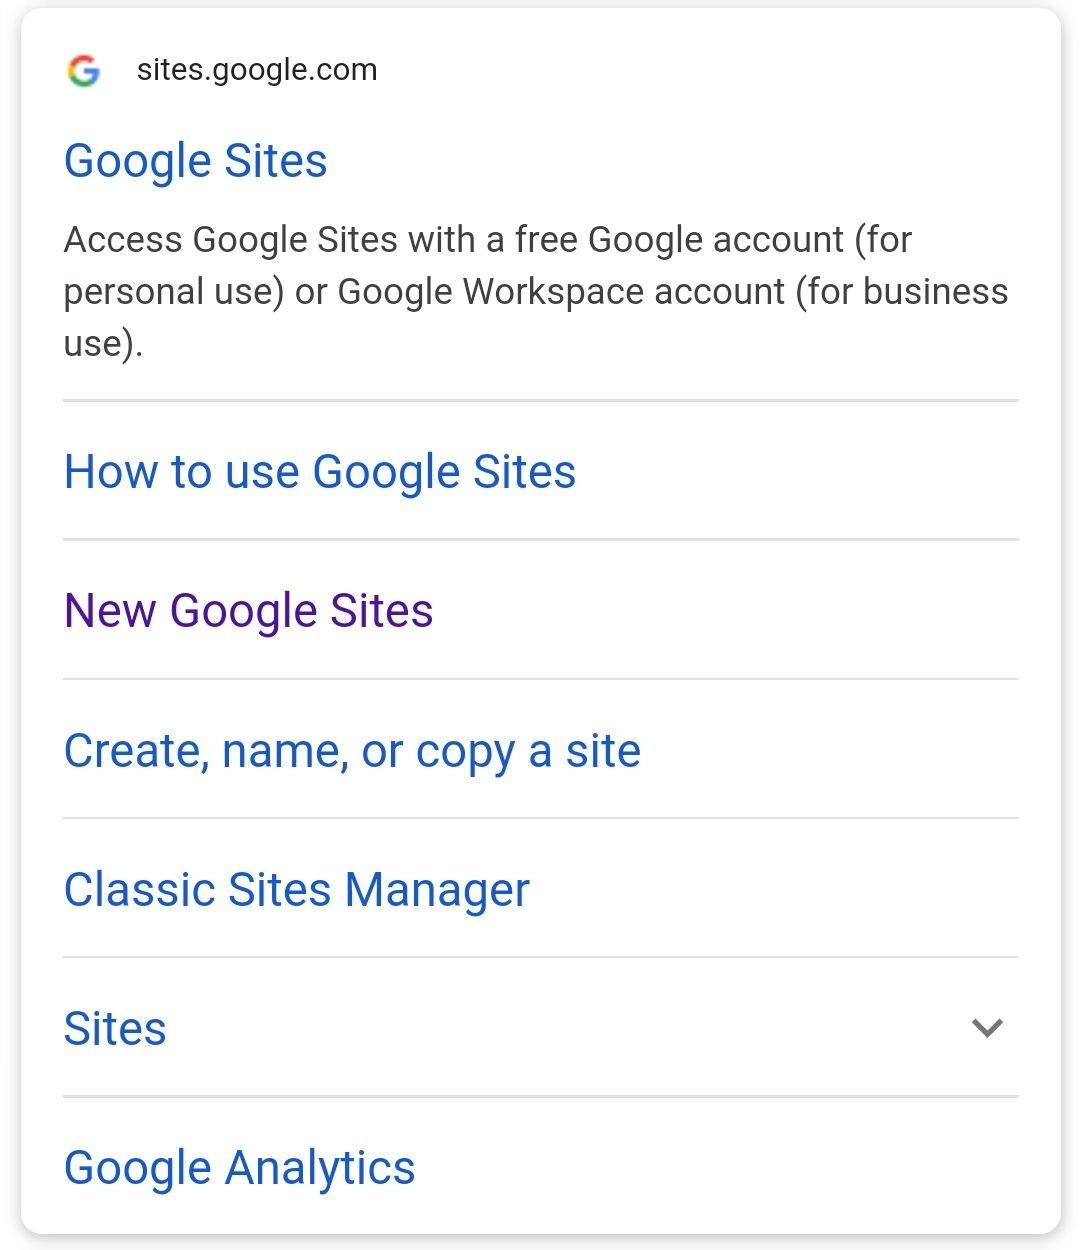 sites.google.com
Google Sites
Access Google Sites with a free Google account (for
personal use) or Google Workspace account (for business
use).
How to use Google Sites
New Google Sites
Create, name, or copy a site
Classic Sites Manager
Sites
Google Analytics